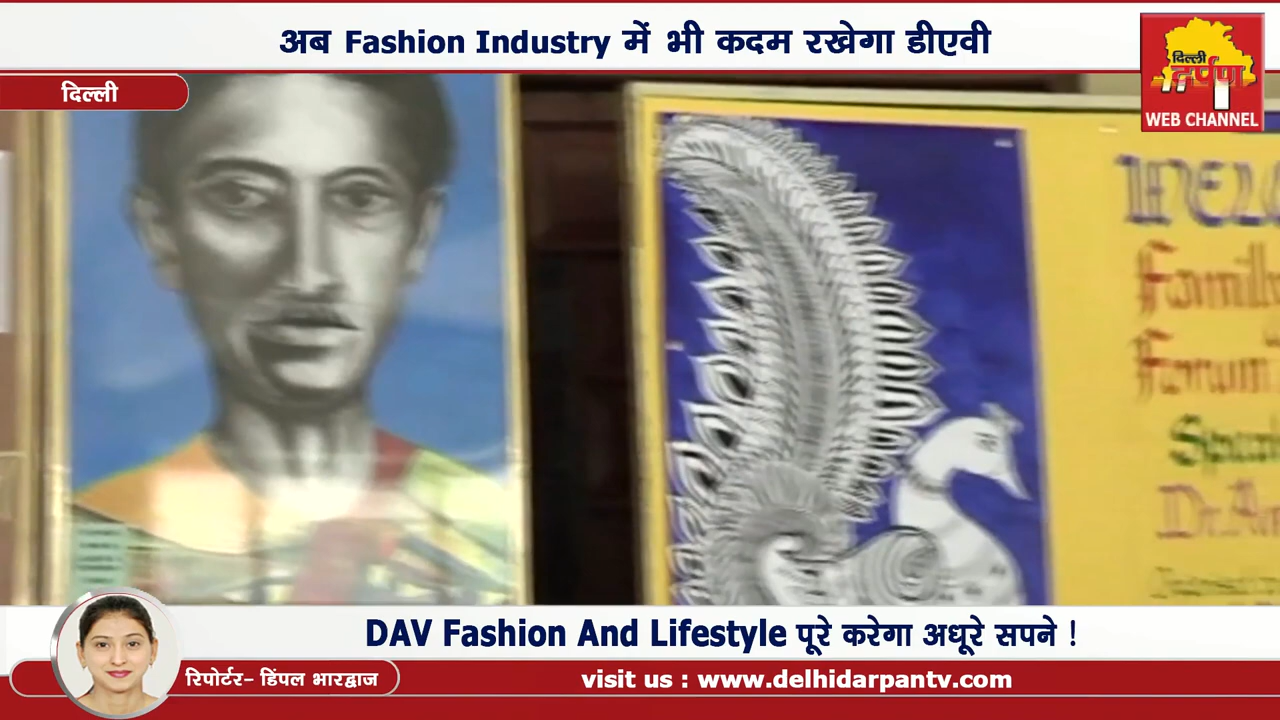 अब Fashion Industry में भी कदम रखेगा डीएवी
दिल्ली
दिल्ली
दर्पण
WEB CHANNEL
Family
Forum
DAV Fashion And Lifestyle पूरे करेगा अधूरे सपने !
रिपोर्टर- डिंपल भारद्वाज
visit us : www.delhidarpantv.com